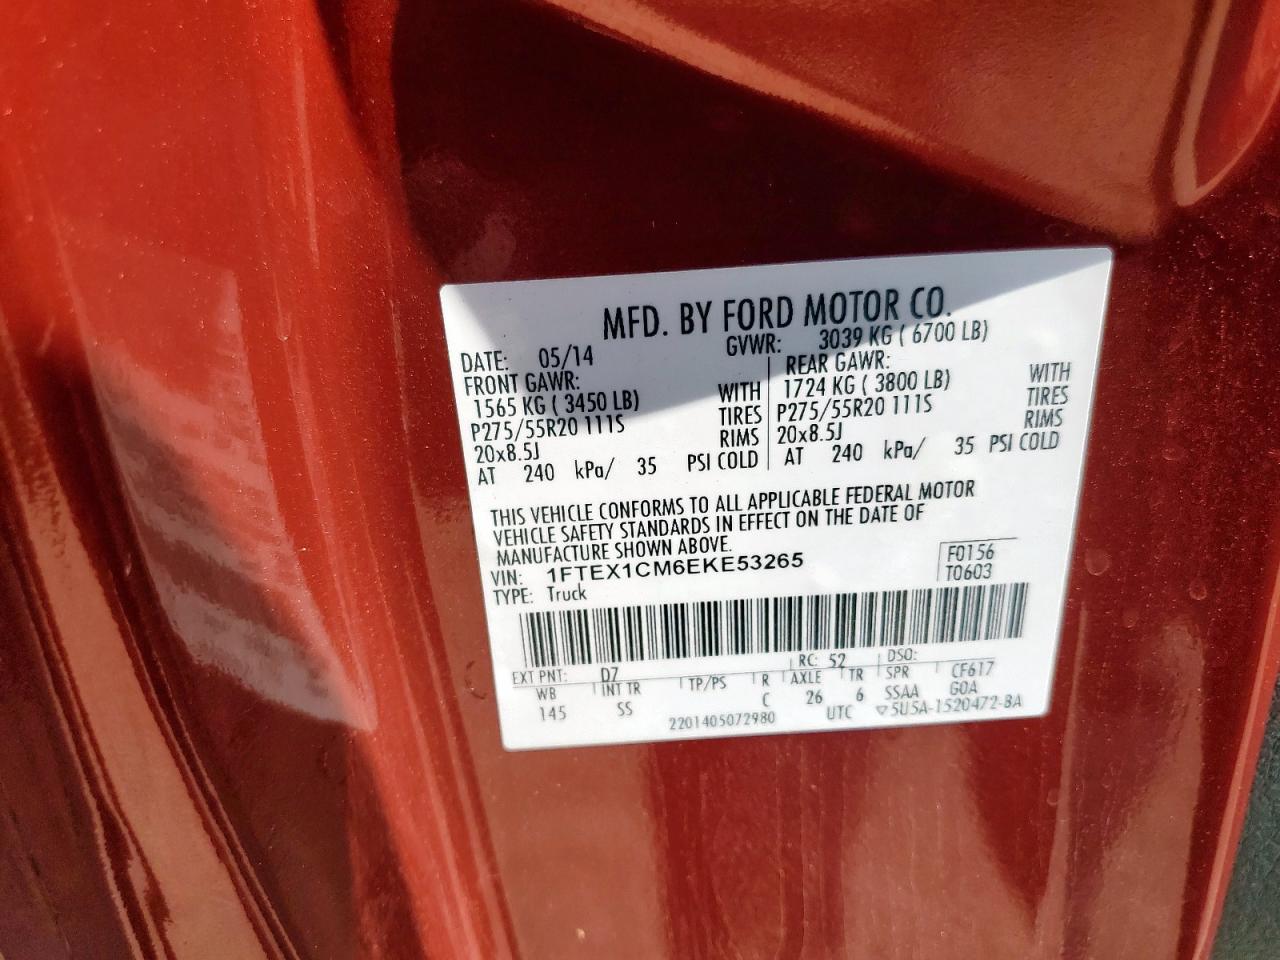 MFD. BY FORD MOTOR CO.
DATE: 05/14 GVWR: 3039 KG ( 6700 LB)
FRONT GAWR: REAR GAWR:
1565 KG ( 3450 LB) WITH 1724 KG ( 3800 LB) WITH
P275/55R20 111S TIRES P275/55R20 111S TIRES
20x8.5J RIMS 20x8.5J RIMS
AT 240 kPa/ 35 PSI COLD AT 240 kPa/ 35 PSI COLD
THIS VEHICLE CONFORMS TO ALL APPLICABLE FEDERAL MOTOR
VEHICLE SAFETY STANDARDS IN EFFECT ON THE DATE OF
MANUFACTURE SHOWN ABOVE.
VIN: 1FTEX1CM6EKE53265 F0156
TYPE: Truck T0603
EXT PNT: D7 RC: 52 DSO:
WB INT TR TP/PS R AXLE TR SPR CF617
145 SS C 26 6 SSAA GOA
2201405072980 UTC ▽5U5A-1520472-BA